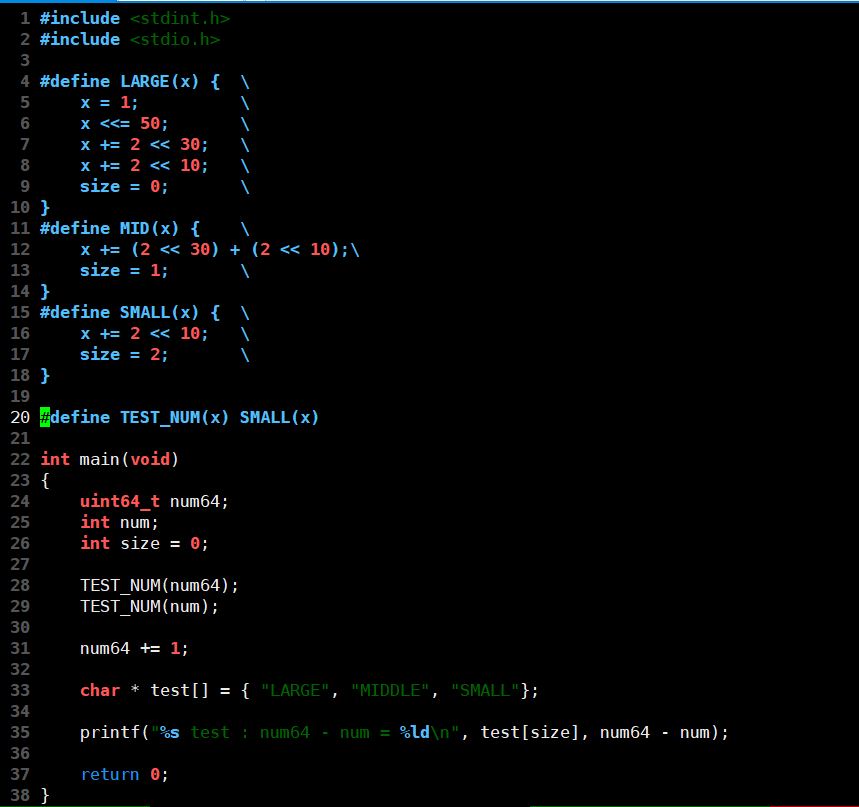 1 #include <stdint.h>
2 #include <stdio.h>
3
4 #define LARGE(x) {  \
5     x = 1;          \
6     x <<= 50;       \
7     x += 2 << 30;   \
8     x += 2 << 10;   \
9     size = 0;       \
10 }
11 #define MID(x) {    \
12     x += (2 << 30) + (2 << 10);\
13     size = 1;       \
14 }
15 #define SMALL(x) {  \
16     x += 2 << 10;   \
17     size = 2;       \
18 }
19
20 #define TEST_NUM(x) SMALL(x)
21
22 int main(void)
23 {
24     uint64_t num64;
25     int num;
26     int size = 0;
27
28     TEST_NUM(num64);
29     TEST_NUM(num);
30
31     num64 += 1;
32
33     char * test[] = { "LARGE", "MIDDLE", "SMALL"};
34
35     printf("%s test : num64 - num = %ld\n", test[size], num64 - num);
36
37     return 0;
38 }